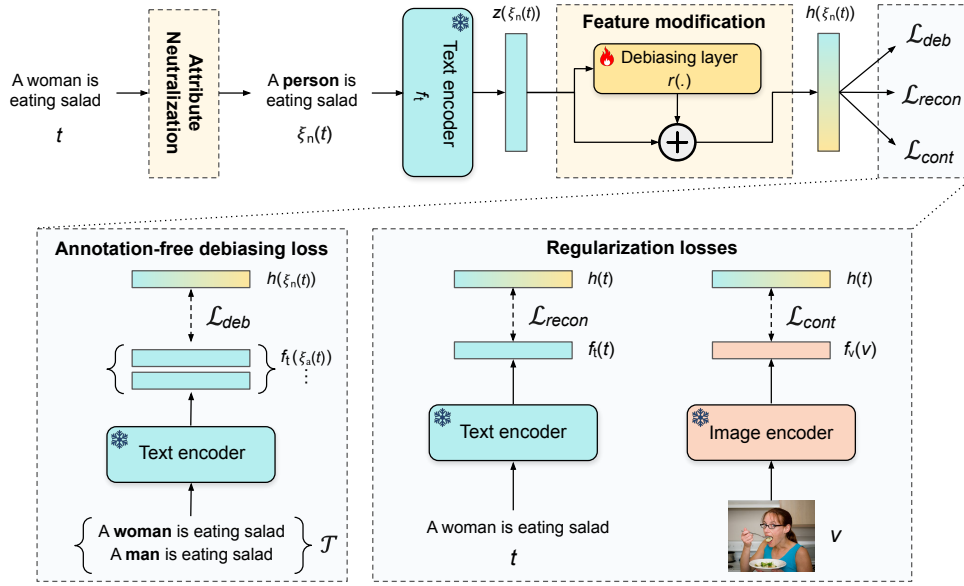 A woman is
eating salad
t
Attribute
Neutralization
A person is
eating salad
ξₙ(t)
Text encoder
fₜ
z(ξₙ(t))
Feature modification
Debiasing layer
r(.)
h(ξₙ(t))
ℒdeb
ℒrecon
ℒcont
Annotation-free debiasing loss
h(ξₙ(t))
ℒdeb
fₜ(ξₐ(t))
⋮
Text encoder
A woman is eating salad
A man is eating salad
𝒯
Regularization losses
h(t)
ℒrecon
fₜ(t)
Text encoder
A woman is eating salad
t
h(t)
ℒcont
fᵥ(v)
Image encoder
v